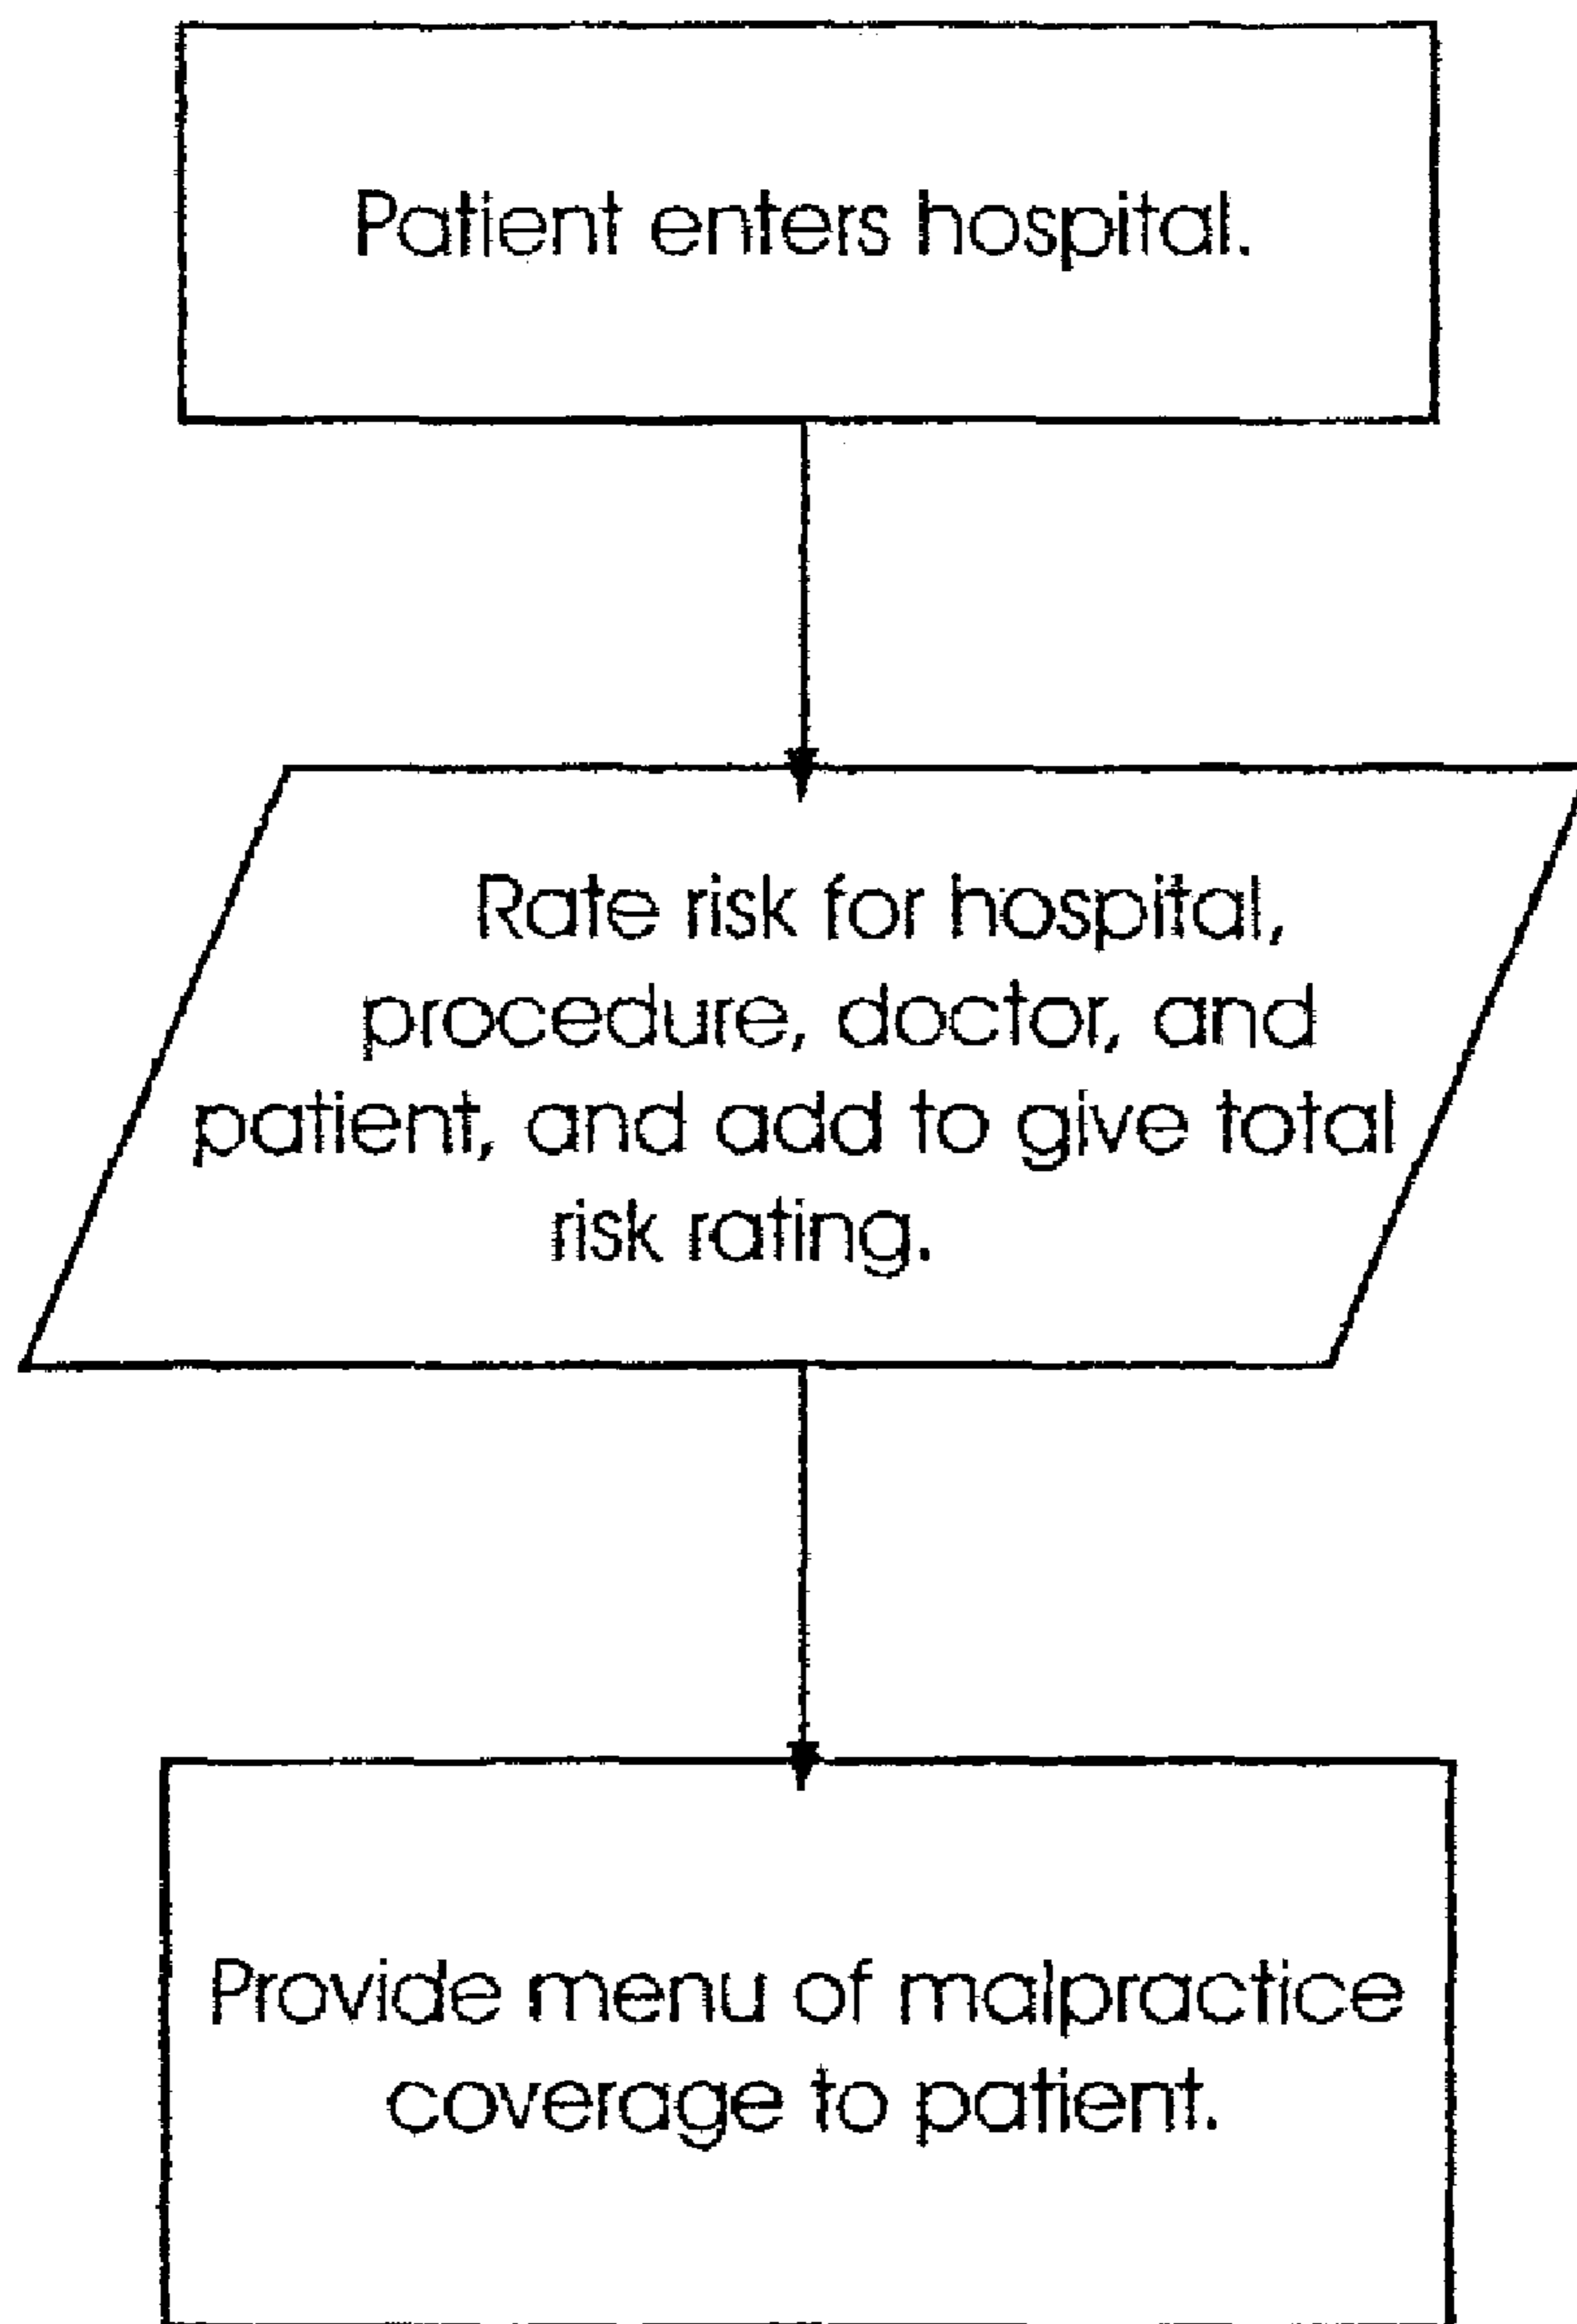 Patient enters hospital.
Rate risk for hospital,
procedure, doctor, and
patient, and add to give total
risk rating.
Provide menu of malpractice
coverage to patient.